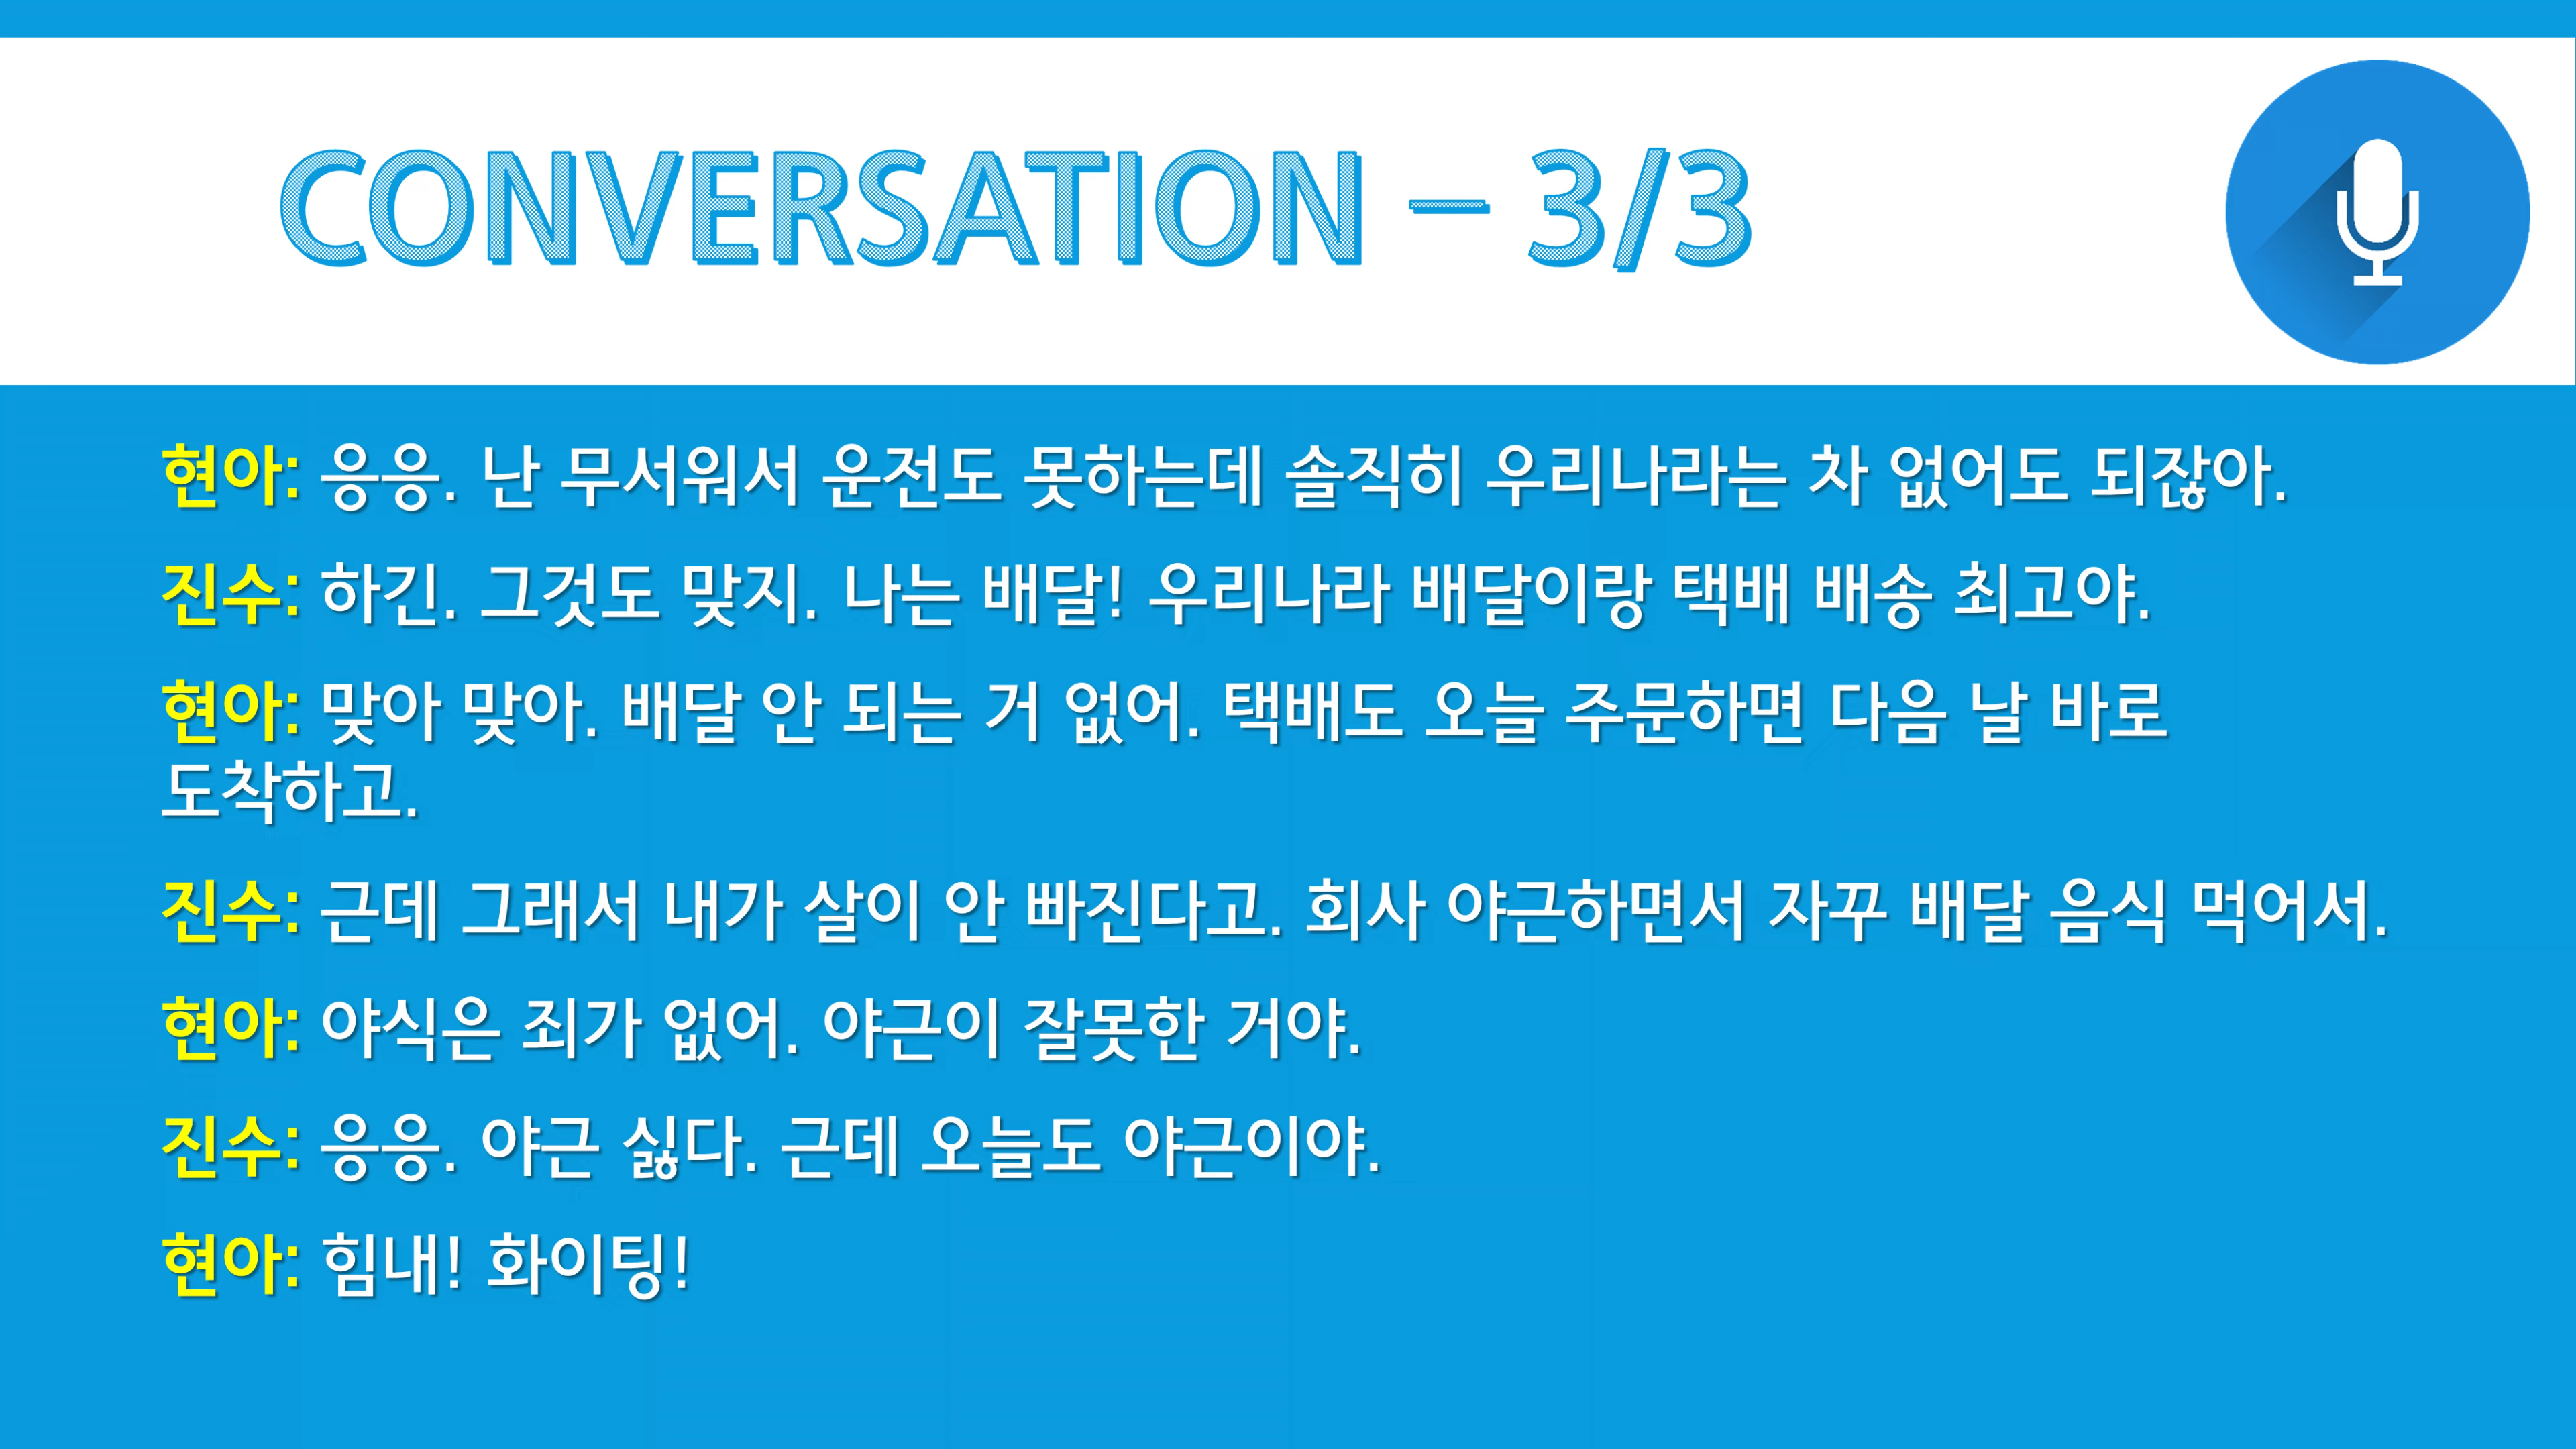 CONVERSATION – 3/3
현아: 응응. 난 무서워서 운전도 못하는데 솔직히 우리나라는 차 없어도 되잖아.
진수: 하긴. 그것도 맞지. 나는 배달! 우리나라 배달이랑 택배 배송 최고야.
현아: 맞아 맞아. 배달 안 되는 거 없어. 택배도 오늘 주문하면 다음 날 바로
도착하고.
진수: 근데 그래서 내가 살이 안 빠진다고. 회사 야근하면서 자꾸 배달 음식 먹어서.
현아: 야식은 죄가 없어. 야근이 잘못한 거야.
진수: 응응. 야근 싫다. 근데 오늘도 야근이야.
현아: 힘내! 화이팅!